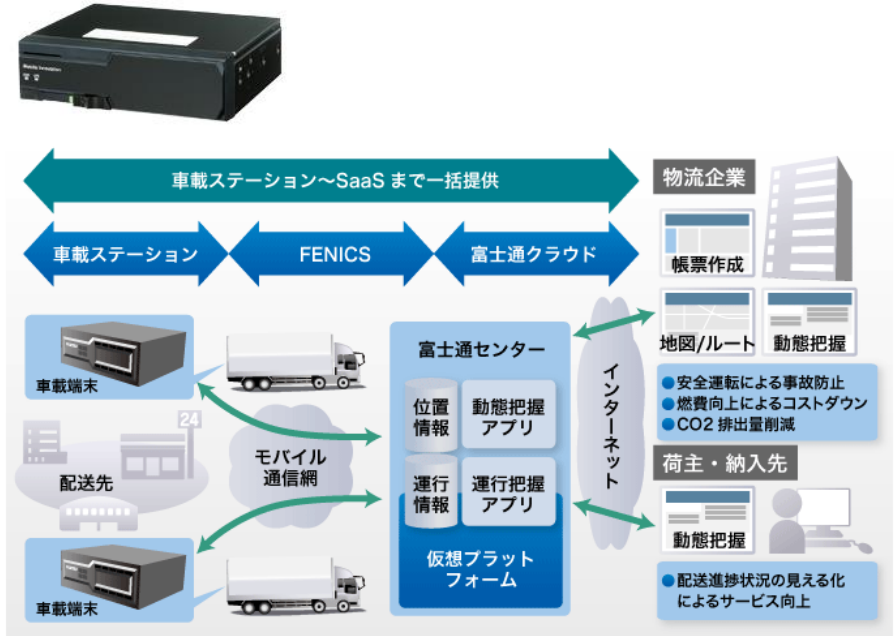 車載ステーション～SaaS まで一括提供
車載ステーション
FENICS
富士通クラウド
物流企業
帳票作成
地図/ルート
動態把握
安全運転による事故防止
燃費向上によるコストダウン
CO2 排出量削減
荷主・納入先
動態把握
配送進捗状況の見える化
によるサービス向上
車載端末
24
配送先
車載端末
モバイル
通信網
富士通センター
位置
情報
動態把握
アプリ
運行
情報
運行把握
アプリ
仮想プラット
フォーム
インターネット